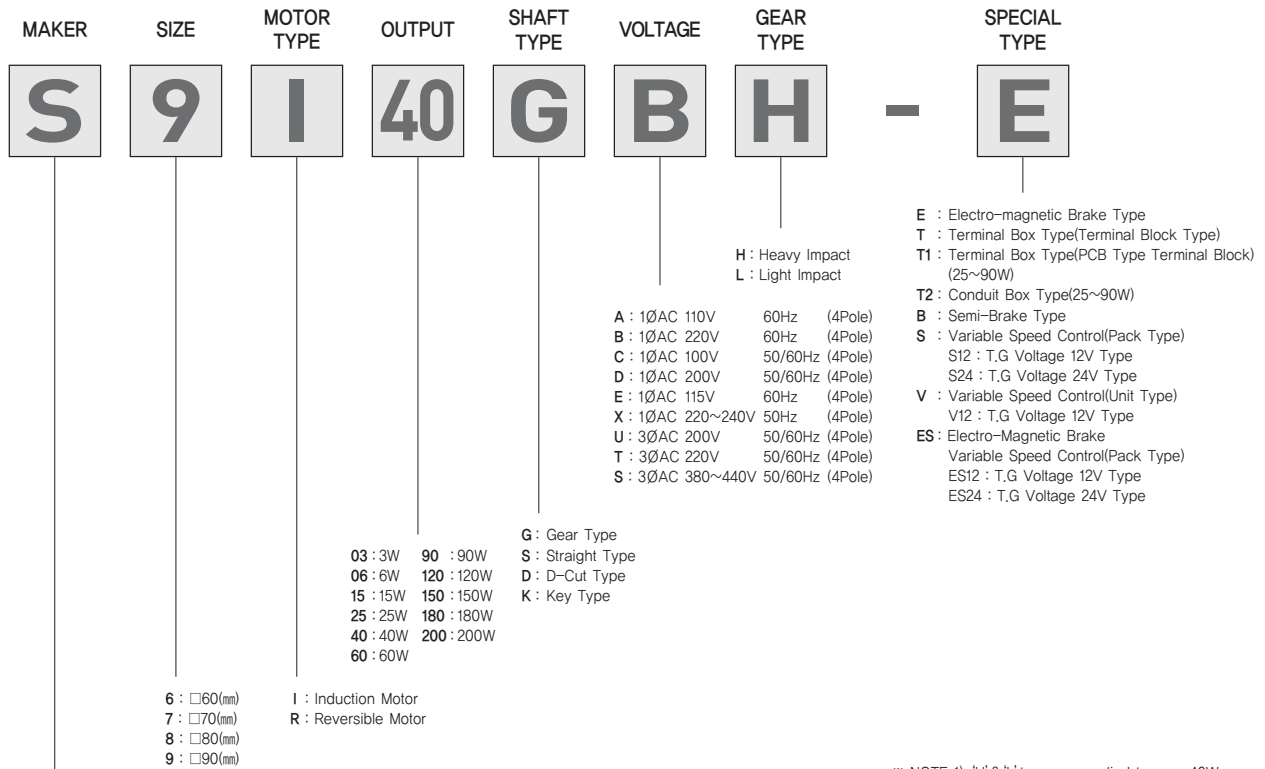 MAKER
SIZE
MOTOR
TYPE
OUTPUT
SHAFT
TYPE
VOLTAGE
GEAR
TYPE
SPECIAL
TYPE
S 9 I 40 G B H - E
E : Electro-magnetic Brake Type
T : Terminal Box Type(Terminal Block Type)
T1 : Terminal Box Type(PCB Type Terminal Block)
(25~90W)
T2 : Conduit Box Type(25~90W)
B : Semi-Brake Type
S : Variable Speed Control(Pack Type)
S12 : T.G Voltage 12V Type
S24 : T.G Voltage 24V Type
V : Variable Speed Control(Unit Type)
V12 : T.G Voltage 12V Type
ES : Electro-Magnetic Brake
Variable Speed Control(Pack Type)
ES12 : T.G Voltage 12V Type
ES24 : T.G Voltage 24V Type
H : Heavy Impact
L : Light Impact
A : 1ØAC 110V 60Hz (4Pole)
B : 1ØAC 220V 60Hz (4Pole)
C : 1ØAC 100V 50/60Hz (4Pole)
D : 1ØAC 200V 50/60Hz (4Pole)
E : 1ØAC 115V 60Hz (4Pole)
X : 1ØAC 220~240V 50Hz (4Pole)
U : 3ØAC 200V 50/60Hz (4Pole)
T : 3ØAC 220V 50/60Hz (4Pole)
S : 3ØAC 380~440V 50/60Hz (4Pole)
G : Gear Type
S : Straight Type
D : D-Cut Type
K : Key Type
03 : 3W 90 : 90W
06 : 6W 120 : 120W
15 : 15W 150 : 150W
25 : 25W 180 : 180W
40 : 40W 200 : 200W
60 : 60W
I : Induction Motor
R : Reversible Motor
6 : □60(㎜)
7 : □70(㎜)
8 : □80(㎜)
9 : □90(㎜)